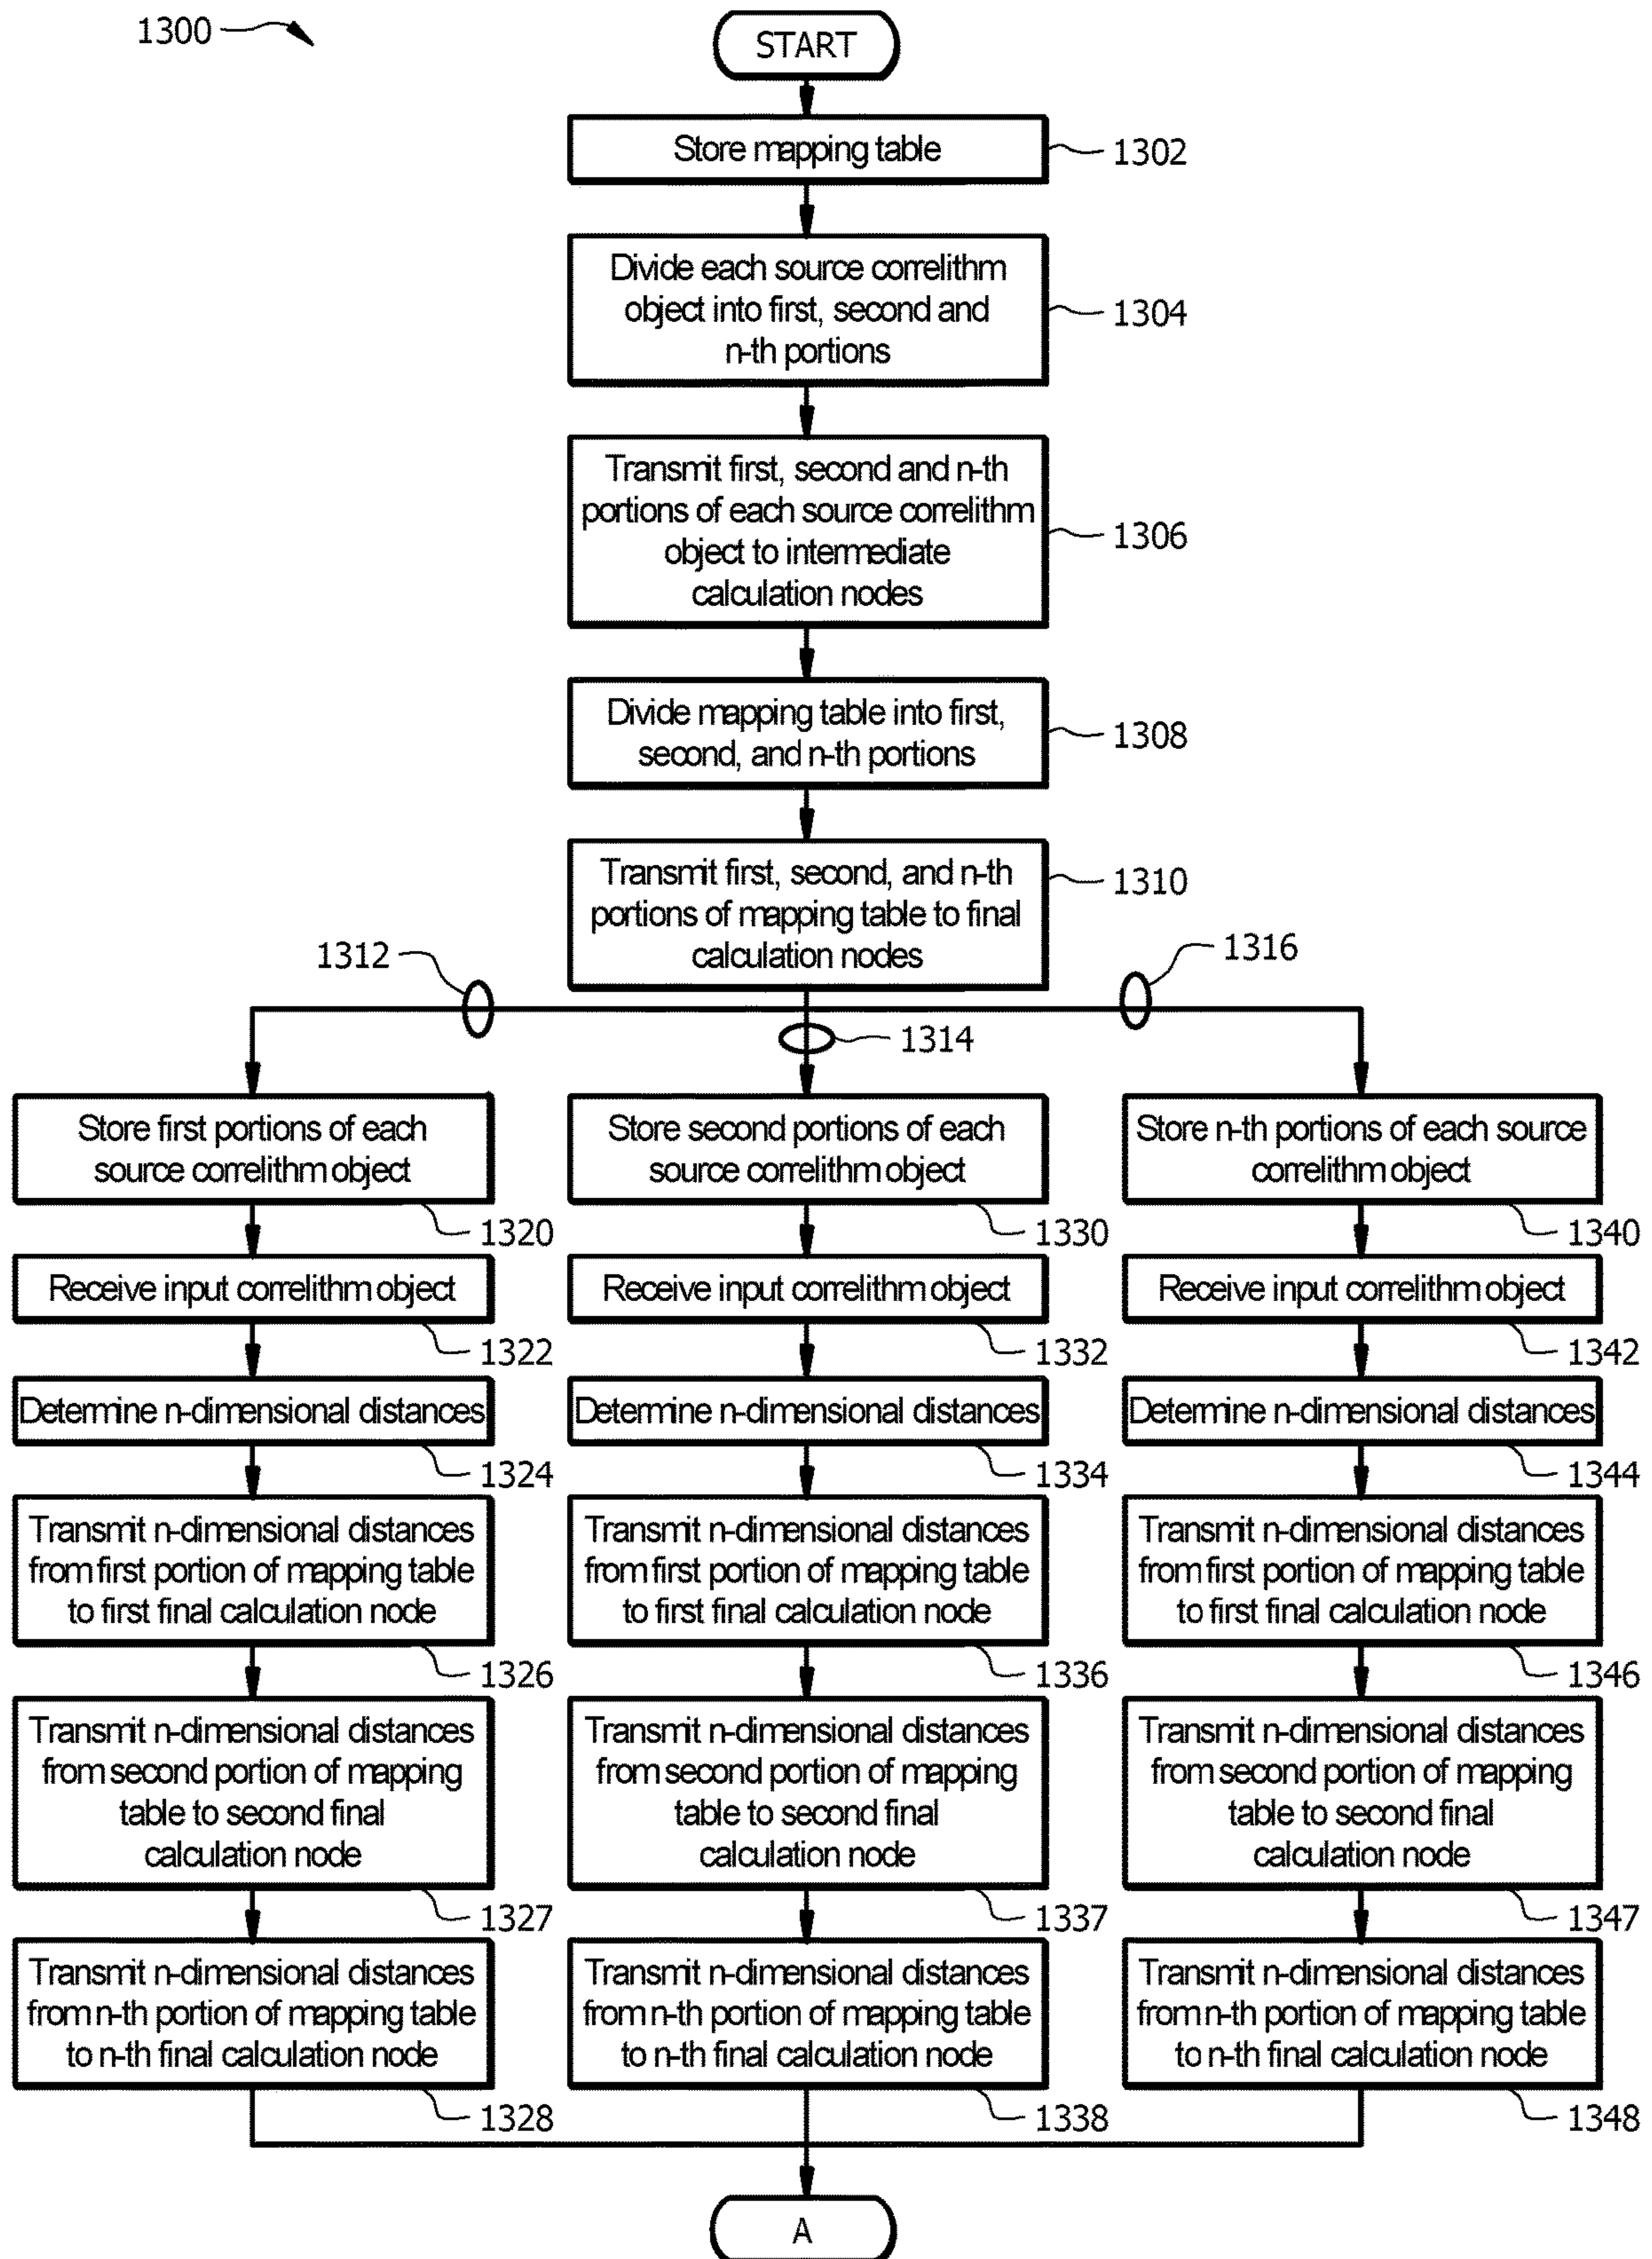 1300
START
Store mapping table
1302
Divide each source correlithm
object into first, second and
n-th portions
1304
Transmit first, second and n-th
portions of each source correlithm
object to intermediate
calculation nodes
1306
Divide mapping table into first,
second, and n-th portions
1308
Transmit first, second, and n-th
portions of mapping table to final
calculation nodes
1310
1312
1314
1316
Store first portions of each
source correlithm object
1320
Receive input correlithm object
1322
Determine n-dimensional distances
1324
Transmit n-dimensional distances
from first portion of mapping table
to first final calculation node
1326
Transmit n-dimensional distances
from second portion of mapping
table to second final
calculation node
1327
Transmit n-dimensional distances
from n-th portion of mapping table
to n-th final calculation node
1328
Store second portions of each
source correlithm object
1330
Receive input correlithm object
1332
Determine n-dimensional distances
1334
Transmit n-dimensional distances
from first portion of mapping table
to first final calculation node
1336
Transmit n-dimensional distances
from second portion of mapping
table to second final
calculation node
1337
Transmit n-dimensional distances
from n-th portion of mapping table
to n-th final calculation node
1338
Store n-th portions of each source
correlithm object
1340
Receive input correlithm object
1342
Determine n-dimensional distances
1344
Transmit n-dimensional distances
from first portion of mapping table
to first final calculation node
1346
Transmit n-dimensional distances
from second portion of mapping
table to second final
calculation node
1347
Transmit n-dimensional distances
from n-th portion of mapping table
to n-th final calculation node
1348
A